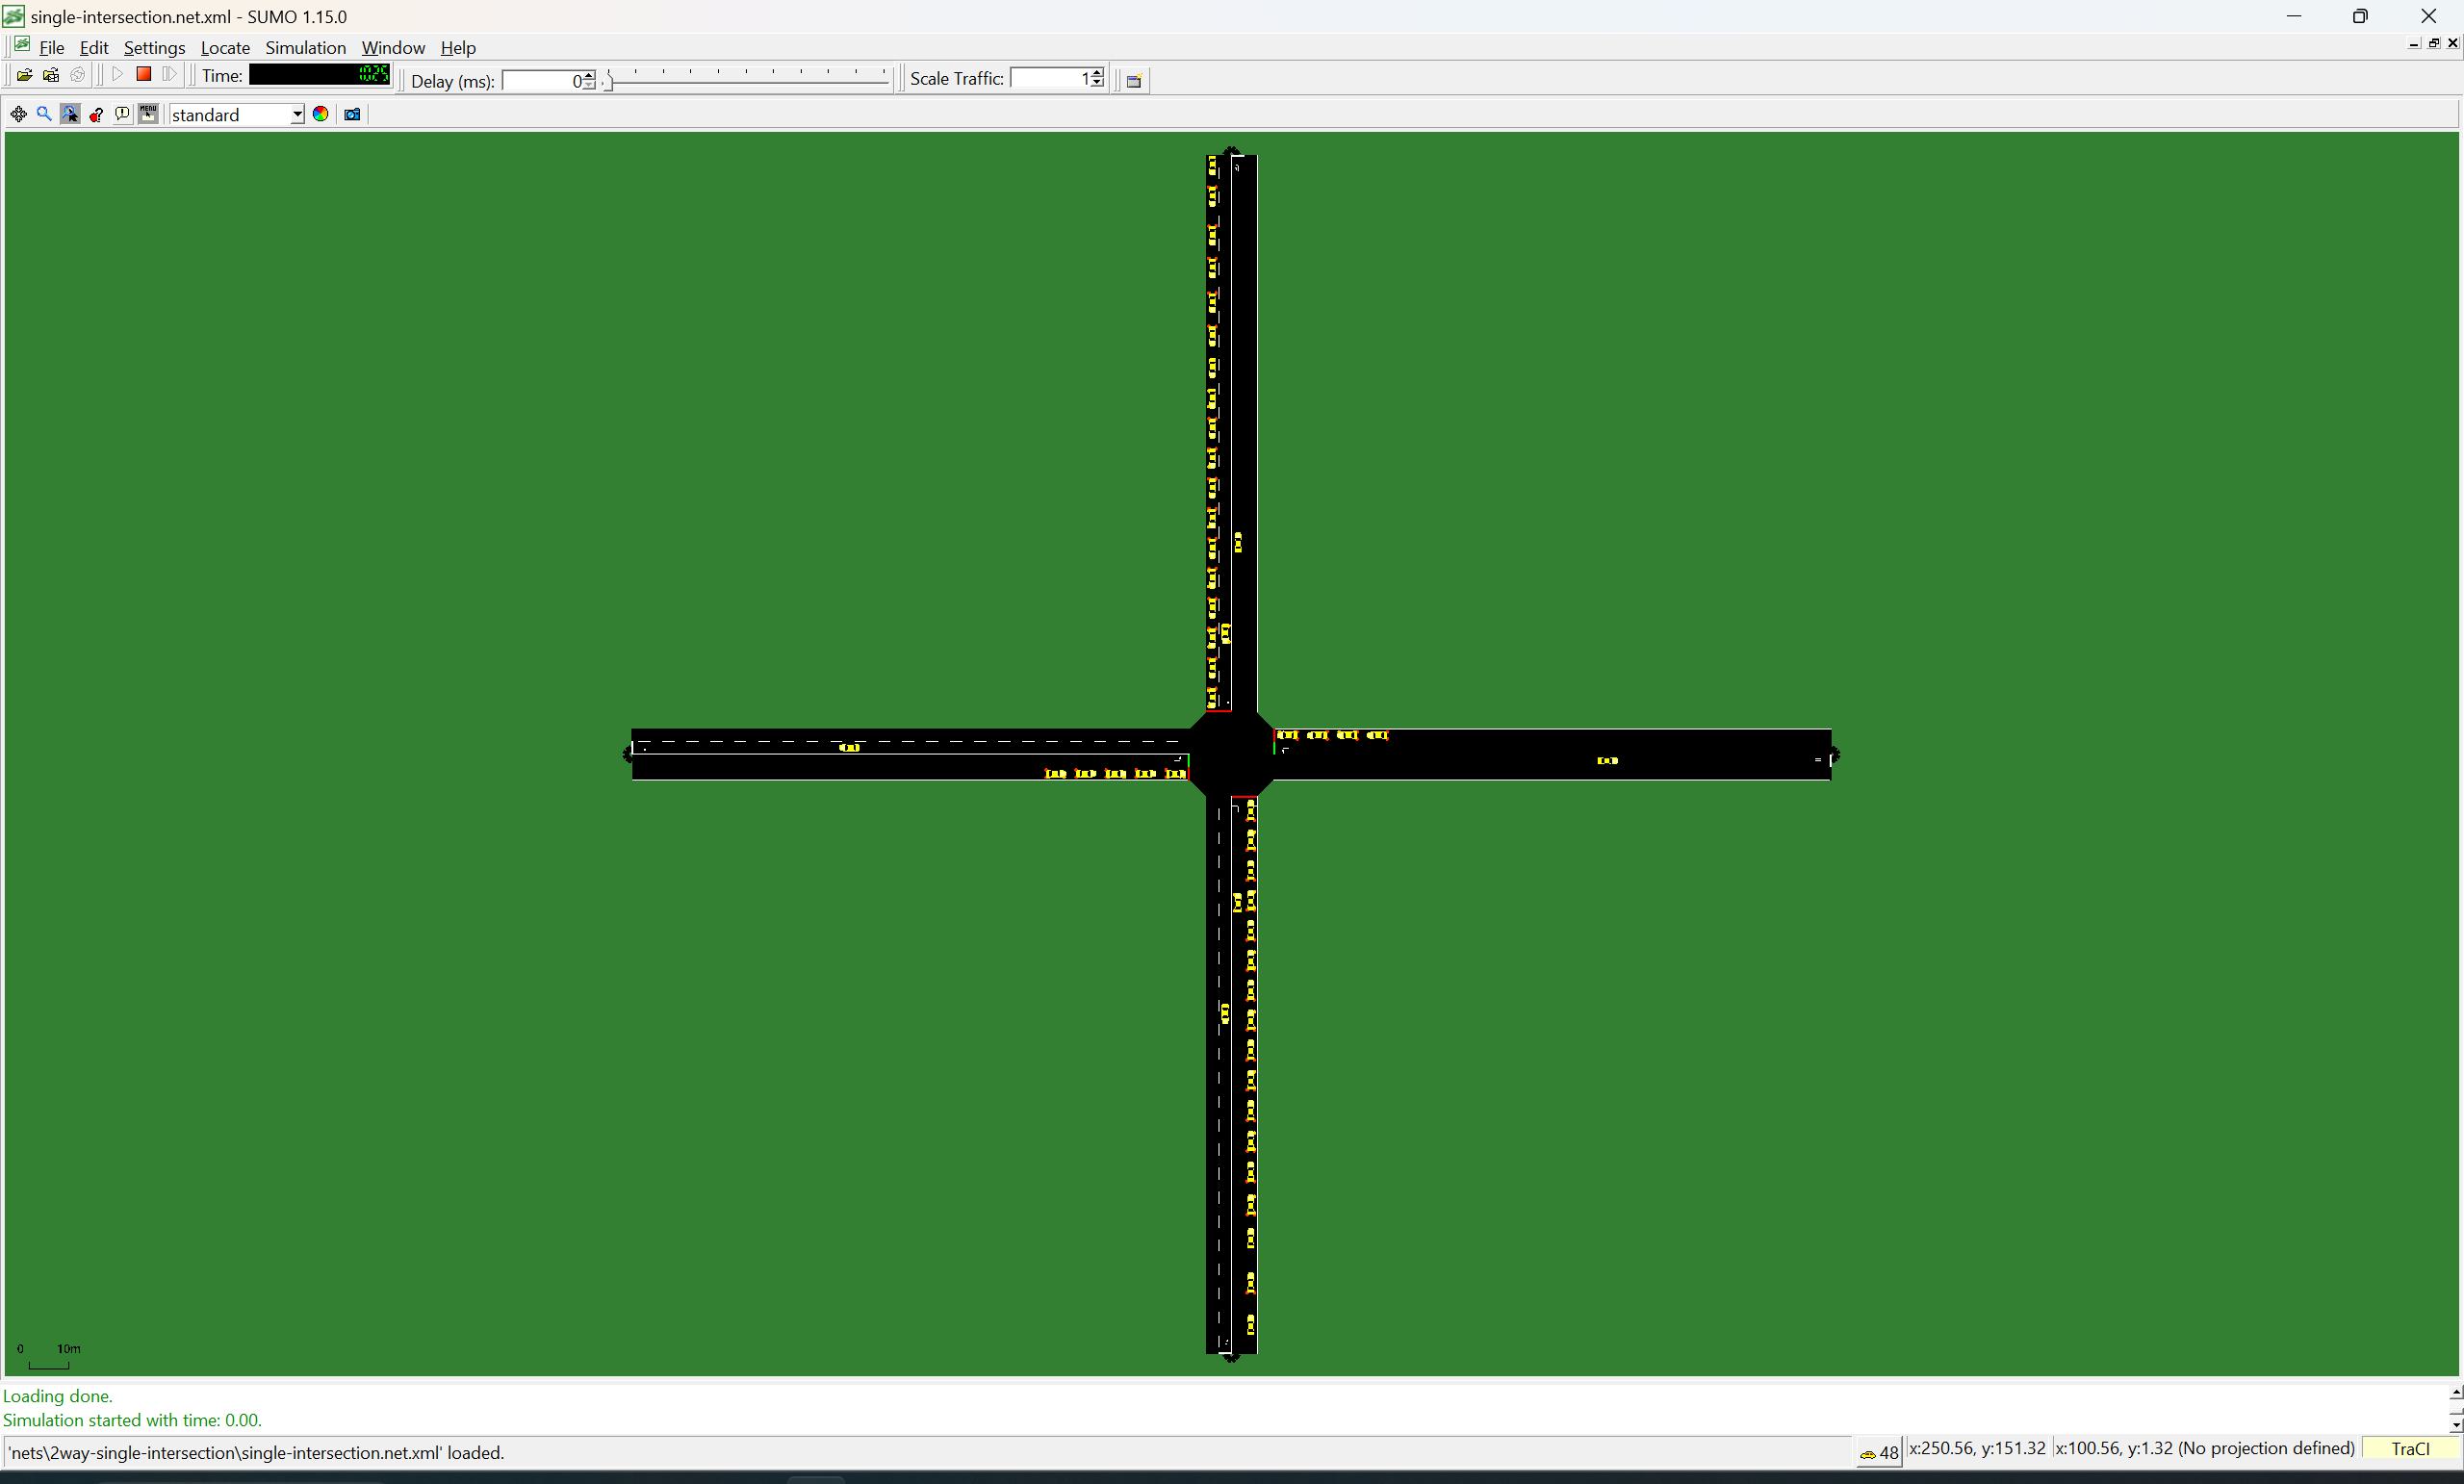 single-intersection.net.xml - SUMO 1.15.0
File Edit Settings Locate Simulation Window Help
Time: Delay (ms): 0 Scale Traffic: 1
MENU standard
0 10m
Loading done.
Simulation started with time: 0.00.
'nets\2way-single-intersection\single-intersection.net.xml' loaded. 48 x:250.56, y:151.32 x:100.56, y:1.32 (No projection defined) TraCI